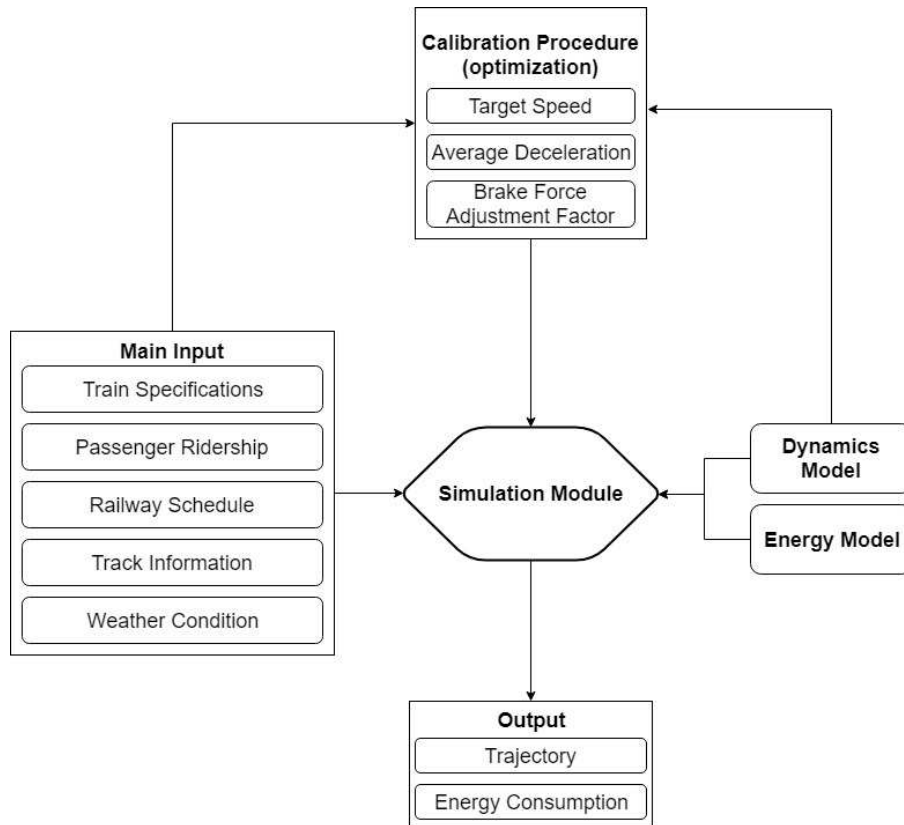 Calibration Procedure
(optimization)
Target Speed
Average Deceleration
Brake Force
Adjustment Factor
Main Input
Train Specifications
Passenger Ridership
Railway Schedule
Track Information
Weather Condition
Simulation Module
Dynamics
Model
Energy Model
Output
Trajectory
Energy Consumption